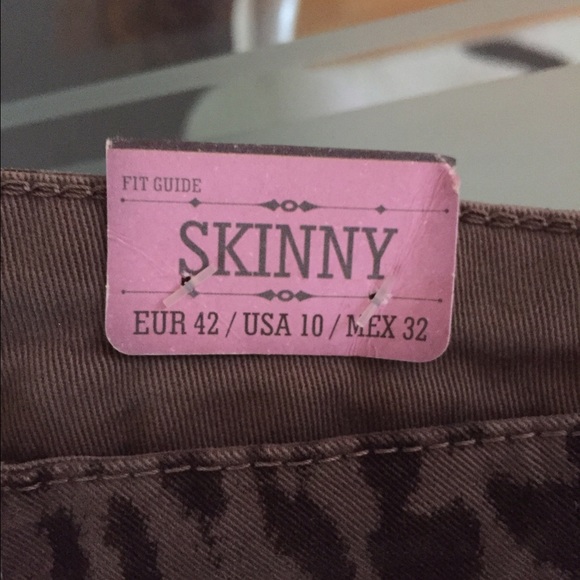 FIT GUIDE
SKINNY
EUR 42 / USA 10 / MEX 32